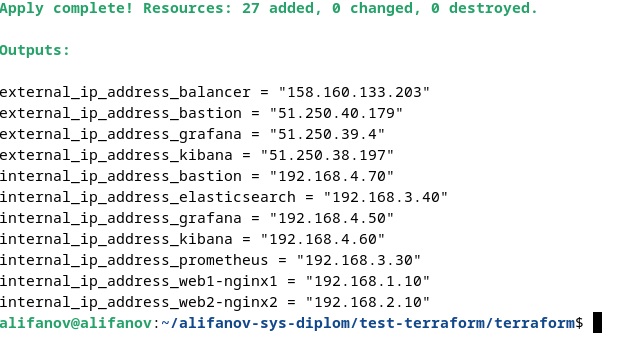 Apply complete! Resources: 27 added, 0 changed, 0 destroyed.
Outputs:
external_ip_address_balancer = "158.160.133.203"
external_ip_address_bastion = "51.250.40.179"
external_ip_address_grafana = "51.250.39.4"
external_ip_address_kibana = "51.250.38.197"
internal_ip_address_bastion = "192.168.4.70"
internal_ip_address_elasticsearch = "192.168.3.40"
internal_ip_address_grafana = "192.168.4.50"
internal_ip_address_kibana = "192.168.4.60"
internal_ip_address_prometheus = "192.168.3.30"
internal_ip_address_web1-nginx1 = "192.168.1.10"
internal_ip_address_web2-nginx2 = "192.168.2.10"
alifanov@alifanov:~/alifanov-sys-diplom/test-terraform/terraform$